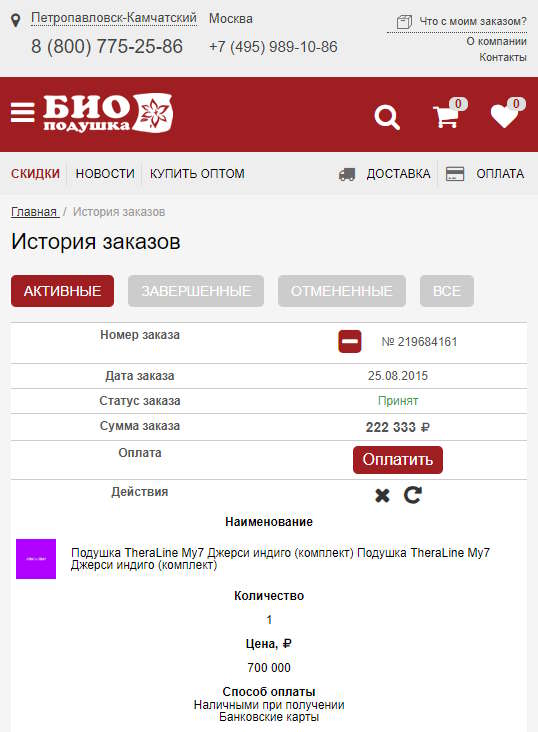 Петропавловск-Камчатский
Москва
8 (800) 775-25-86
+7 (495) 989-10-86
Что с моим заказом?
О компании
Контакты
БИО
подушка
0
0
СКИДКИ
НОВОСТИ
КУПИТЬ ОПТОМ
ДОСТАВКА
ОПЛАТА
Главная / История заказов
История заказов
АКТИВНЫЕ
ЗАВЕРШЕННЫЕ
ОТМЕНЕННЫЕ
ВСЕ
Номер заказа № 219684161
Дата заказа 25.08.2015
Статус заказа Принят
Сумма заказа 222 333 ₽
Оплата Оплатить
Действия
Наименование
Подушка TheraLine My7 Джерси индиго (комплект) Подушка TheraLine My7
Джерси индиго (комплект)
Количество
1
Цена, ₽
700 000
Способ оплаты
Наличными при получении
Банковские карты